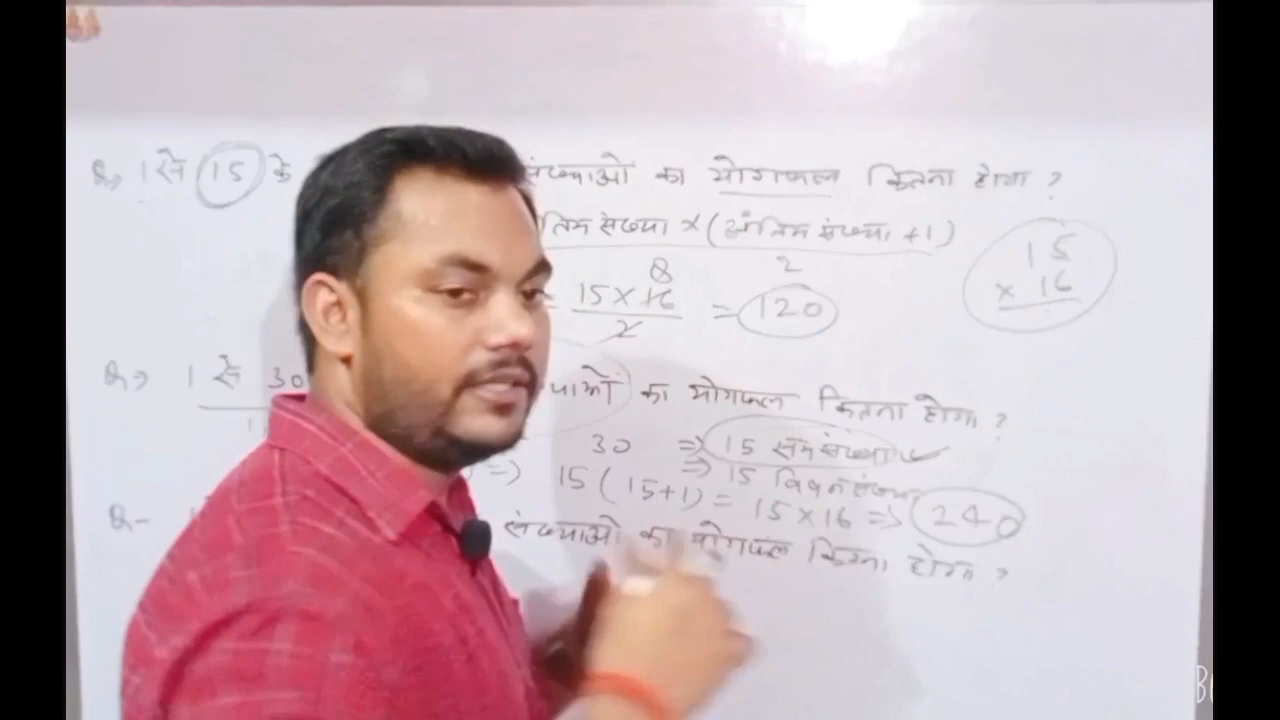 Q→ 1 से 15 के संख्याओ का योगफल कितना होगा ?
संख्या × (अंतिम संख्या +1)
2
15 × 16 8
2
= 120
15
× 16
Q→ 1 से 30 का योगफल कितना होगा ?
30 ⇒ 15 सम संख्या
⇒ 15 विषम संख्या
⇒ 15 ( 15+1 ) = 15 × 16 ⇒ 240
Q- संख्याओ का योगफल कितना होगा ?